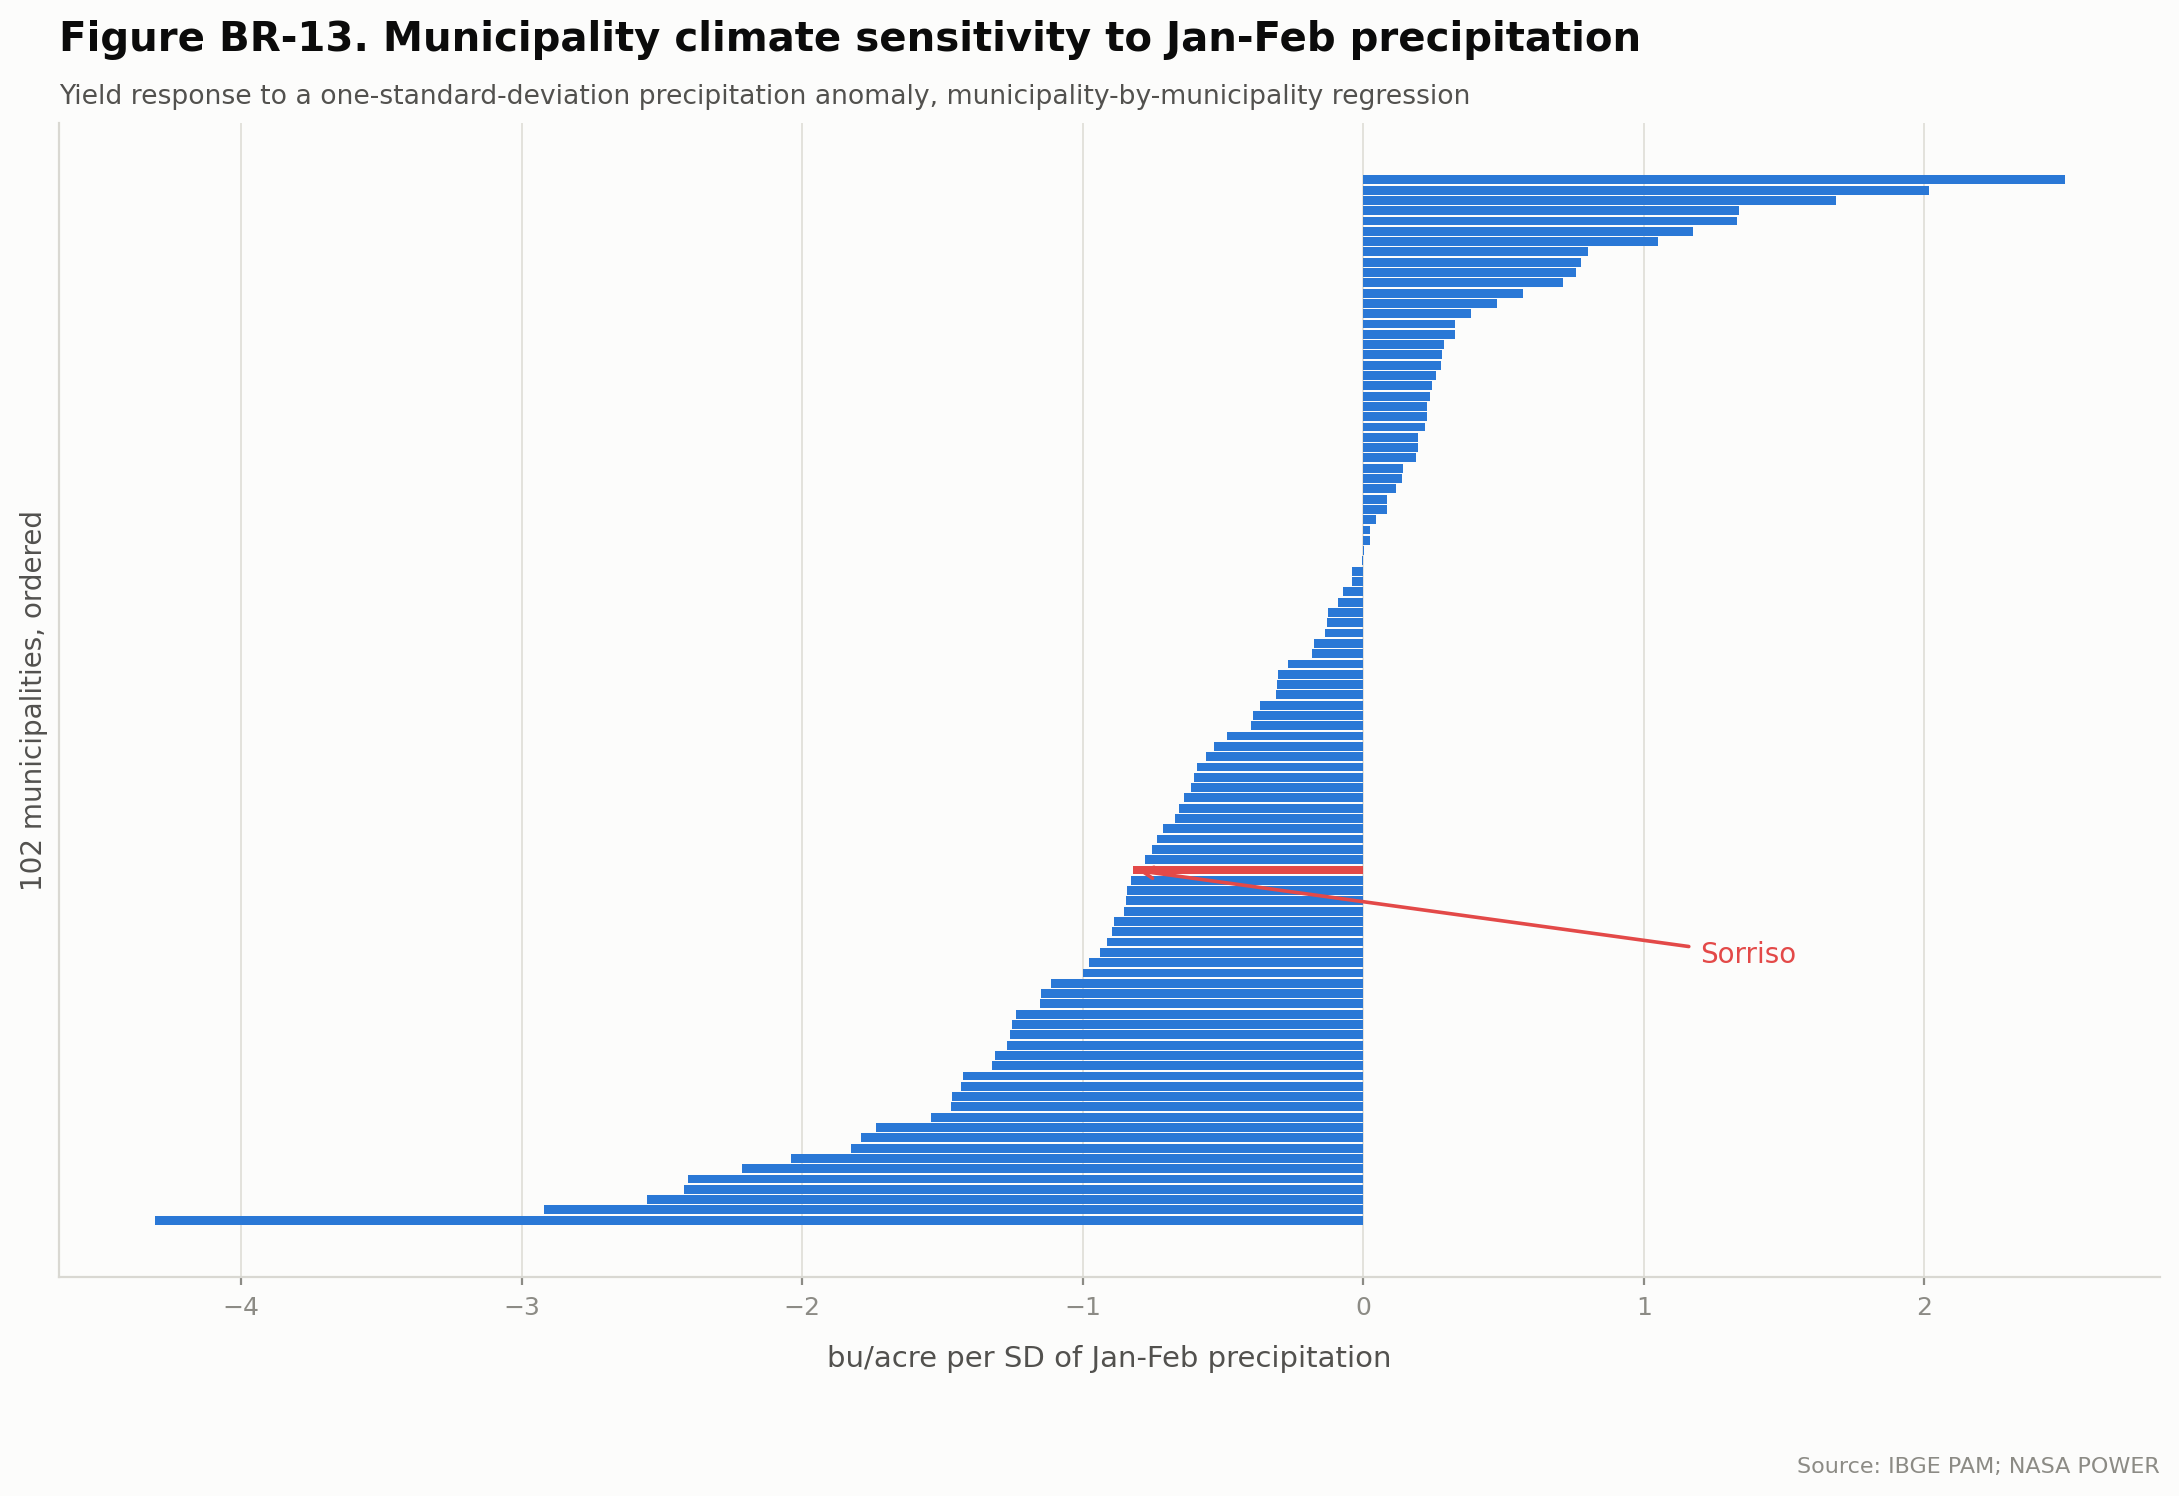 Figure BR-13. Municipality climate sensitivity to Jan-Feb precipitation
Yield response to a one-standard-deviation precipitation anomaly, municipality-by-municipality regression
102 municipalities, ordered
Sorriso
−4 −3 −2 −1 0 1 2
bu/acre per SD of Jan-Feb precipitation
Source: IBGE PAM; NASA POWER